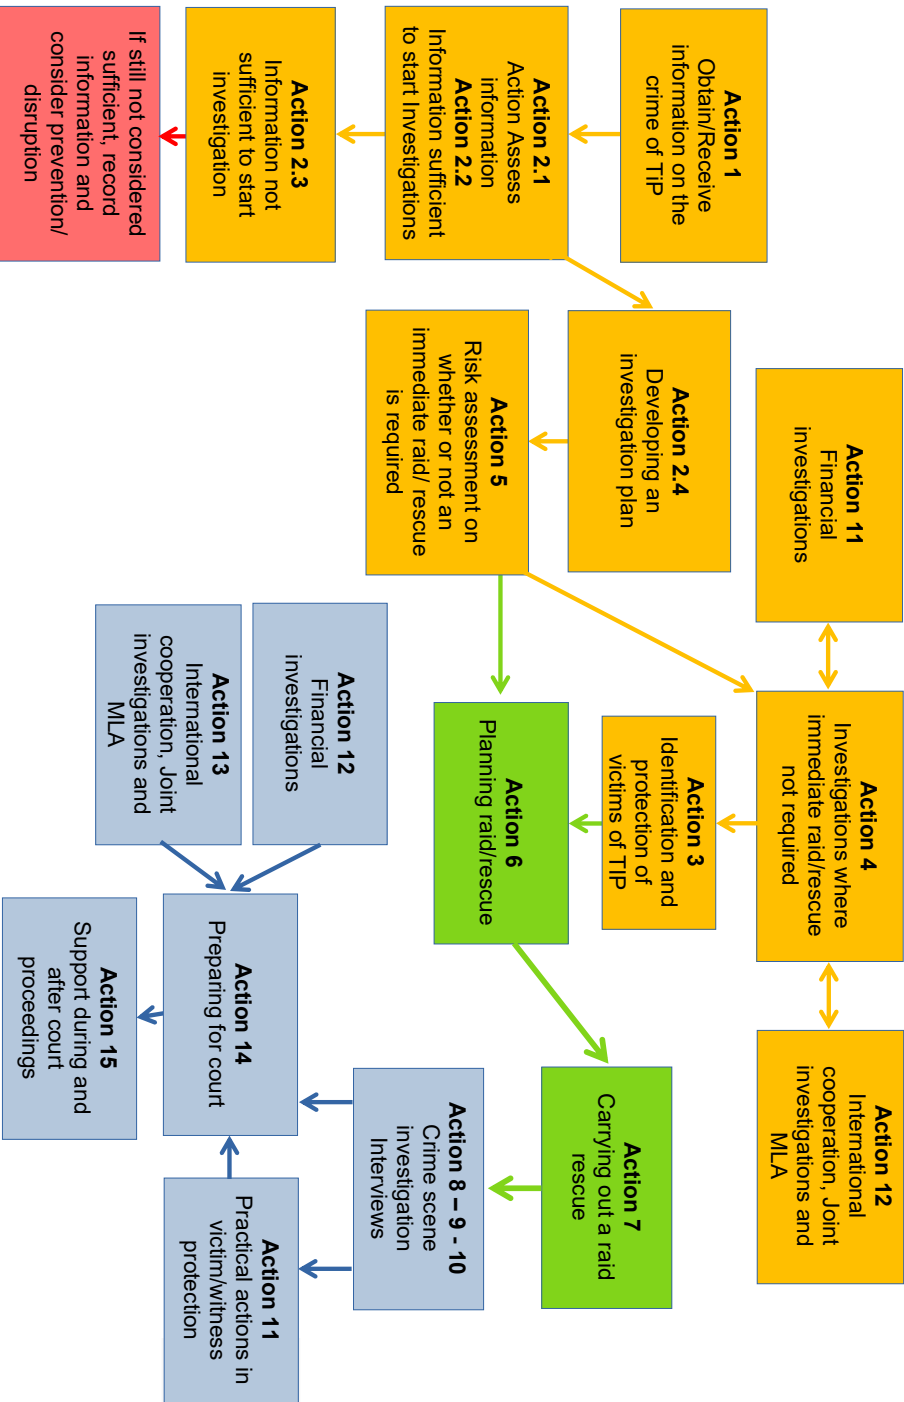 Action 1
Obtain/Receive
information on the
crime of TiP
Action 2.1
Action Assess
information
Action 2.2
Information sufficient
to start Investigations
Action 2.3
Information not
sufficient to start
investigation
If still not considered
sufficient, record
information and
consider prevention/
disruption
Action 2.4
Developing an
investigation plan
Action 5
Risk assessment on
whether or not an
immediate raid/ rescue
is required
Action 11
Financial
investigations
Action 4
Investigations where
immediate raid/rescue
not required
Action 12
International
cooperation, Joint
investigations and
MLA
Action 3
Identification and
protection of
victims of TIP
Action 6
Planning raid/rescue
Action 7
Carrying out a raid
rescue
Action 8 – 9 - 10
Crime scene
investigation
Interviews
Action 12
Financial
investigations
Action 13
International
cooperation, Joint
investigations and
MLA
Action 14
Preparing for court
Action 11
Practical actions in
victim/witness
protection
Action 15
Support during and
after court
proceedings